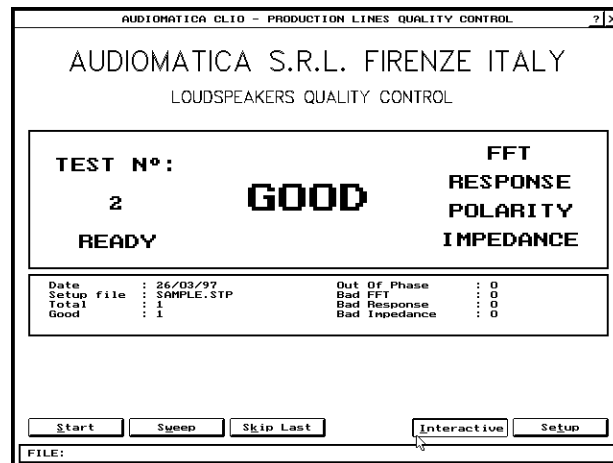 AUDIOMATICA CLIO - PRODUCTION LINES QUALITY CONTROL ? X
AUDIOMATICA S.R.L. FIRENZE ITALY
LOUDSPEAKERS QUALITY CONTROL
TEST Nº:
2
READY
GOOD
FFT
RESPONSE
POLARITY
IMPEDANCE
Date : 26/03/97
Setup file : SAMPLE.STP
Total : 1
Good : 1
Out Of Phase : 0
Bad FFT : 0
Bad Response : 0
Bad Impedance : 0
Start Sweep Skip Last Interactive Setup
FILE: